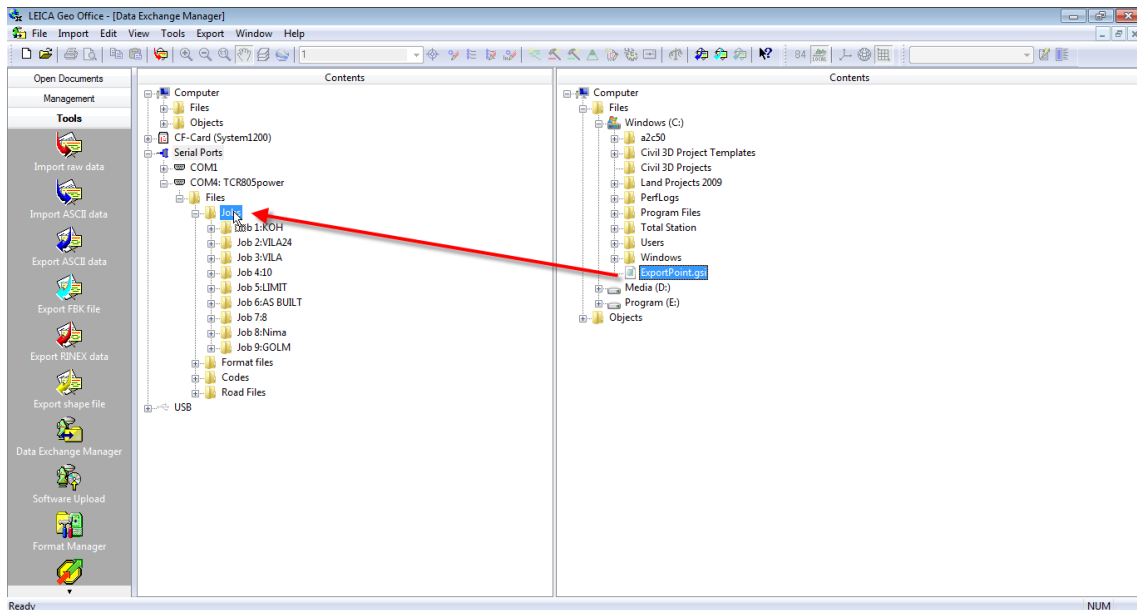 LEICA Geo Office - [Data Exchange Manager]
File Import Edit View Tools Export Window Help
1
84
Open Documents
Management
Tools
Import raw data
Import ASCII data
Export ASCII data
Export FBK file
Export RINEX data
Export shape file
Data Exchange Manager
Software Upload
Format Manager
Contents
Computer
Files
Objects
CF-Card (System1200)
Serial Ports
COM1
COM4: TCR805power
Files
Jobs
Job 1:KOH
Job 2:VILA24
Job 3:VILA
Job 4:10
Job 5:LIMIT
Job 6:AS BUILT
Job 7:8
Job 8:Nima
Job 9:GOLM
Format files
Codes
Road Files
USB
Contents
Computer
Files
Windows (C:)
a2c50
Civil 3D Project Templates
Civil 3D Projects
Land Projects 2009
PerfLogs
Program Files
Total Station
Users
Windows
ExportPoint.gsi
Media (D:)
Program (E:)
Objects
Ready
NUM